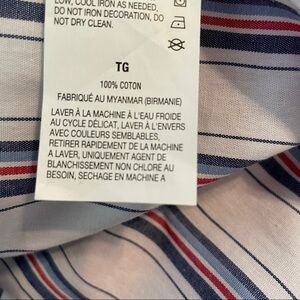 LOW, COOL IRON AS NEEDED,
DO NOT IRON DECORATION, DO
NOT DRY CLEAN.
TG
100% COTON
FABRIQUÉ AU MYANMAR (BIRMANIE)
LAVER À LA MACHINE À L'EAU FROIDE
AU CYCLE DÉLICAT, LAVER À L'ENVERS
AVEC COULEURS SEMBLABLES,
RETIRER RAPIDEMENT DE LA MACHINE
A LAVER, UNIQUEMENT AGENT DE
BLANCHISSEMENT NON CHLORE AU
BESOIN, SECHAGE EN MACHINE A